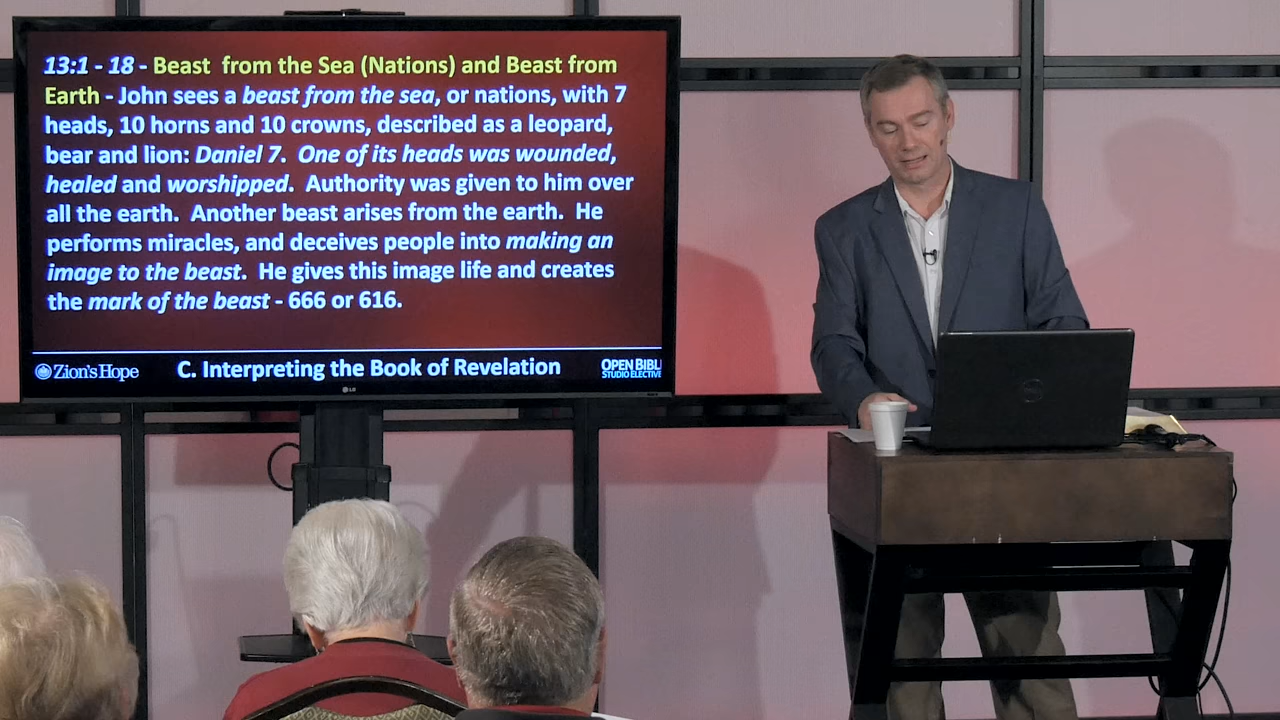 13:1 - 18 - Beast from the Sea (Nations) and Beast from
Earth - John sees a beast from the sea, or nations, with 7
heads, 10 horns and 10 crowns, described as a leopard,
bear and lion: Daniel 7. One of its heads was wounded,
healed and worshipped. Authority was given to him over
all the earth. Another beast arises from the earth. He
performs miracles, and deceives people into making an
image to the beast. He gives this image life and creates
the mark of the beast - 666 or 616.
Zion's Hope
C. Interpreting the Book of Revelation
OPEN BIBL
STUDIO ELECTIVE
LG